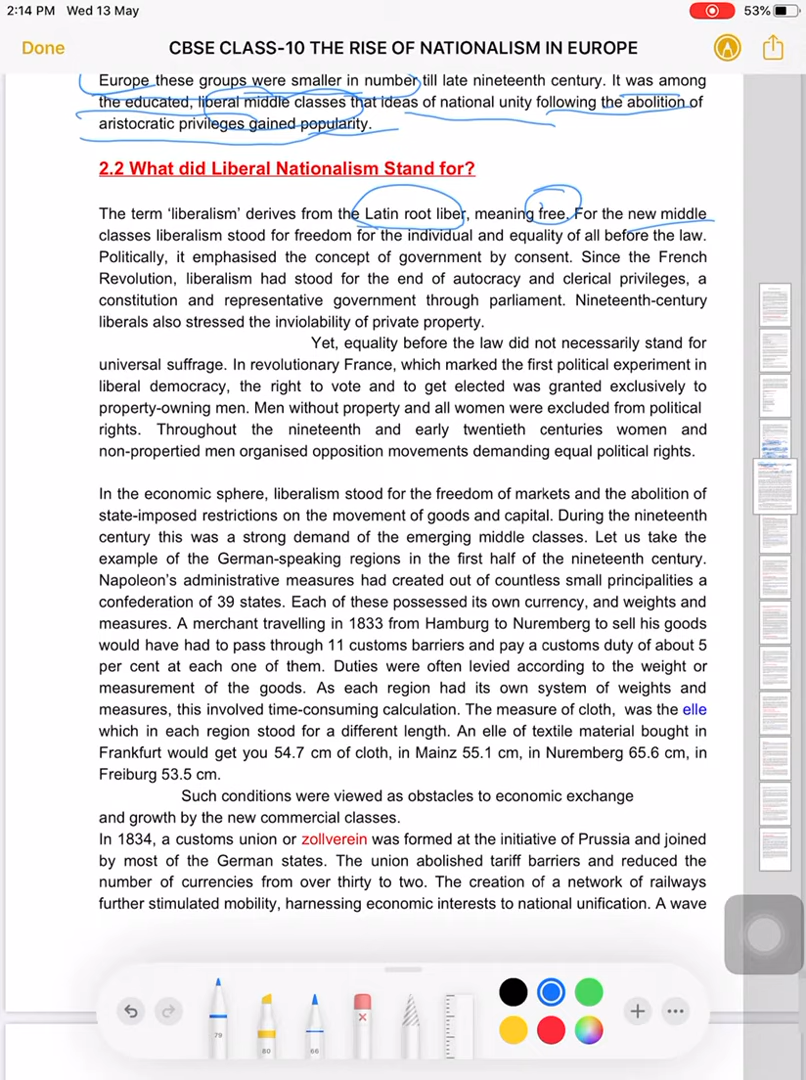 2:14 PM Wed 13 May
53%
Done
CBSE CLASS-10 THE RISE OF NATIONALISM IN EUROPE
Europe these groups were smaller in number till late nineteenth century. It was among
the educated, liberal middle classes that ideas of national unity following the abolition of
aristocratic privileges gained popularity.
2.2 What did Liberal Nationalism Stand for?
The term ‘liberalism’ derives from the Latin root liber, meaning free. For the new middle
classes liberalism stood for freedom for the individual and equality of all before the law.
Politically, it emphasised the concept of government by consent. Since the French
Revolution, liberalism had stood for the end of autocracy and clerical privileges, a
constitution and representative government through parliament. Nineteenth-century
liberals also stressed the inviolability of private property.
Yet, equality before the law did not necessarily stand for
universal suffrage. In revolutionary France, which marked the first political experiment in
liberal democracy, the right to vote and to get elected was granted exclusively to
property-owning men. Men without property and all women were excluded from political
rights. Throughout the nineteenth and early twentieth centuries women and
non-propertied men organised opposition movements demanding equal political rights.
In the economic sphere, liberalism stood for the freedom of markets and the abolition of
state-imposed restrictions on the movement of goods and capital. During the nineteenth
century this was a strong demand of the emerging middle classes. Let us take the
example of the German-speaking regions in the first half of the nineteenth century.
Napoleon’s administrative measures had created out of countless small principalities a
confederation of 39 states. Each of these possessed its own currency, and weights and
measures. A merchant travelling in 1833 from Hamburg to Nuremberg to sell his goods
would have had to pass through 11 customs barriers and pay a customs duty of about 5
per cent at each one of them. Duties were often levied according to the weight or
measurement of the goods. As each region had its own system of weights and
measures, this involved time-consuming calculation. The measure of cloth, was the elle
which in each region stood for a different length. An elle of textile material bought in
Frankfurt would get you 54.7 cm of cloth, in Mainz 55.1 cm, in Nuremberg 65.6 cm, in
Freiburg 53.5 cm.
Such conditions were viewed as obstacles to economic exchange
and growth by the new commercial classes.
In 1834, a customs union or zollverein was formed at the initiative of Prussia and joined
by most of the German states. The union abolished tariff barriers and reduced the
number of currencies from over thirty to two. The creation of a network of railways
further stimulated mobility, harnessing economic interests to national unification. A wave
79
80
66